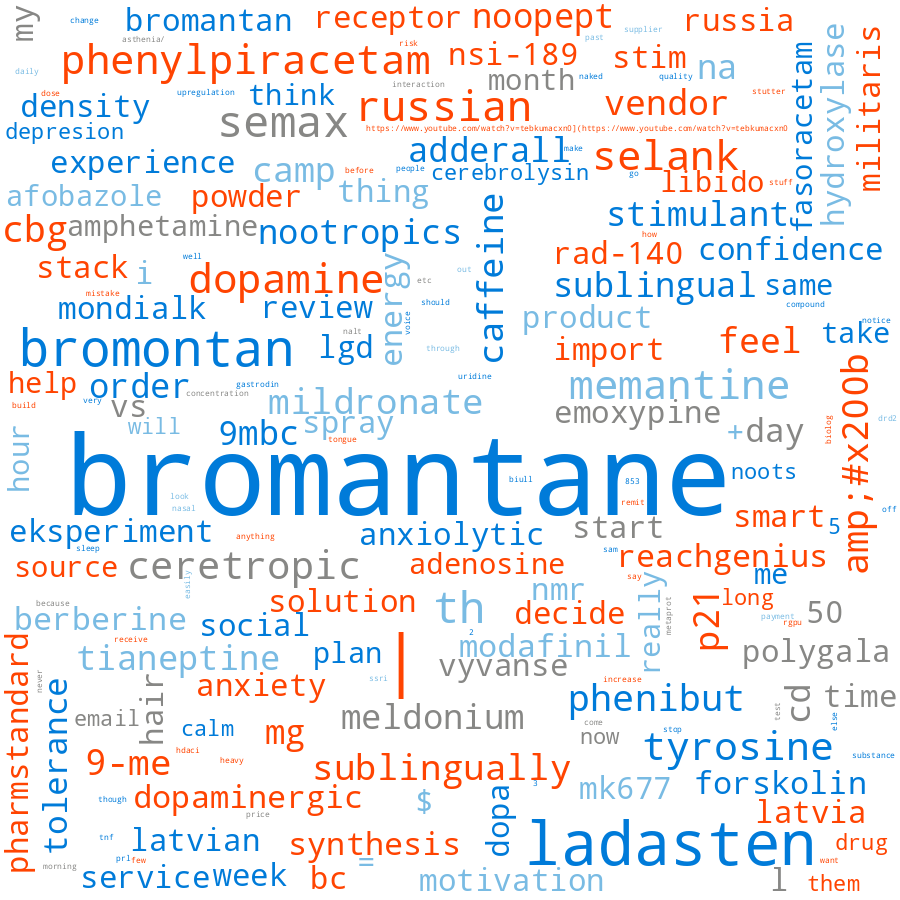 my
change
bromantan
receptor
noopept
russia
asthenia/
risk
past
supplier
phenylpiracetam
nsi-189
stim
na
daily
upregulation
interaction
naked
quality
month
fasoracetam
hydroxylase
militaris
dose
density
think
semax
russian
vendor
stutter
depresion
https://www.youtube.com/watch?v=tebkumacxn0](https://www.youtube.com/watch?v=tebkumacxn0
adderall
make
experience
camp
before
people
cerebrolysin
go
selank
stuff
libido
afobazole
powder
thing
cbg
amphetamine
nootropics
caffeine
stimulant
how
rad-140
confidence
stack
i
well
dopamine
energy
etc
out
sublingual
same
mistake
mondialk
review
voice
should
product
compound
notice
bromontan
nalt
lgd
through
import
feel
take
help
order
concentration
gastrodin
uridine
memantine
amp;#x200b
build
very
vs
mildronate
emoxypine
will
9mbc
spray
tongue
+
day
biolog
drd2
hour
bromantane
noots
look
nasal
biull
853
remit
off
eksperiment
anything
anxiolytic
start
smart
5
sleep
source
ceretropic
adenosine
sam
reachgenius
me
easily
say
because
solution
th
nmr
decide
really
p21
long
50
berberine
social
2
metaprot
payment
rgpu
receive
plan
|
modafinil
polygala
tianeptine
vyvanse
pharmstandard
never
ssri
increase
anxiety
phenibut
cd
time
tolerance
email
hair
calm
mg
meldonium
come
now
stop
test
else
hdaci
heavy
tyrosine
substance
9-me
sublingually
3
mk677
forskolin
though
dopaminergic
$
price
dopa
latvia
tnf
latvian
synthesis
ladasten
drug
prl
few
=
want
morning
service
week
bc
motivation
l
them